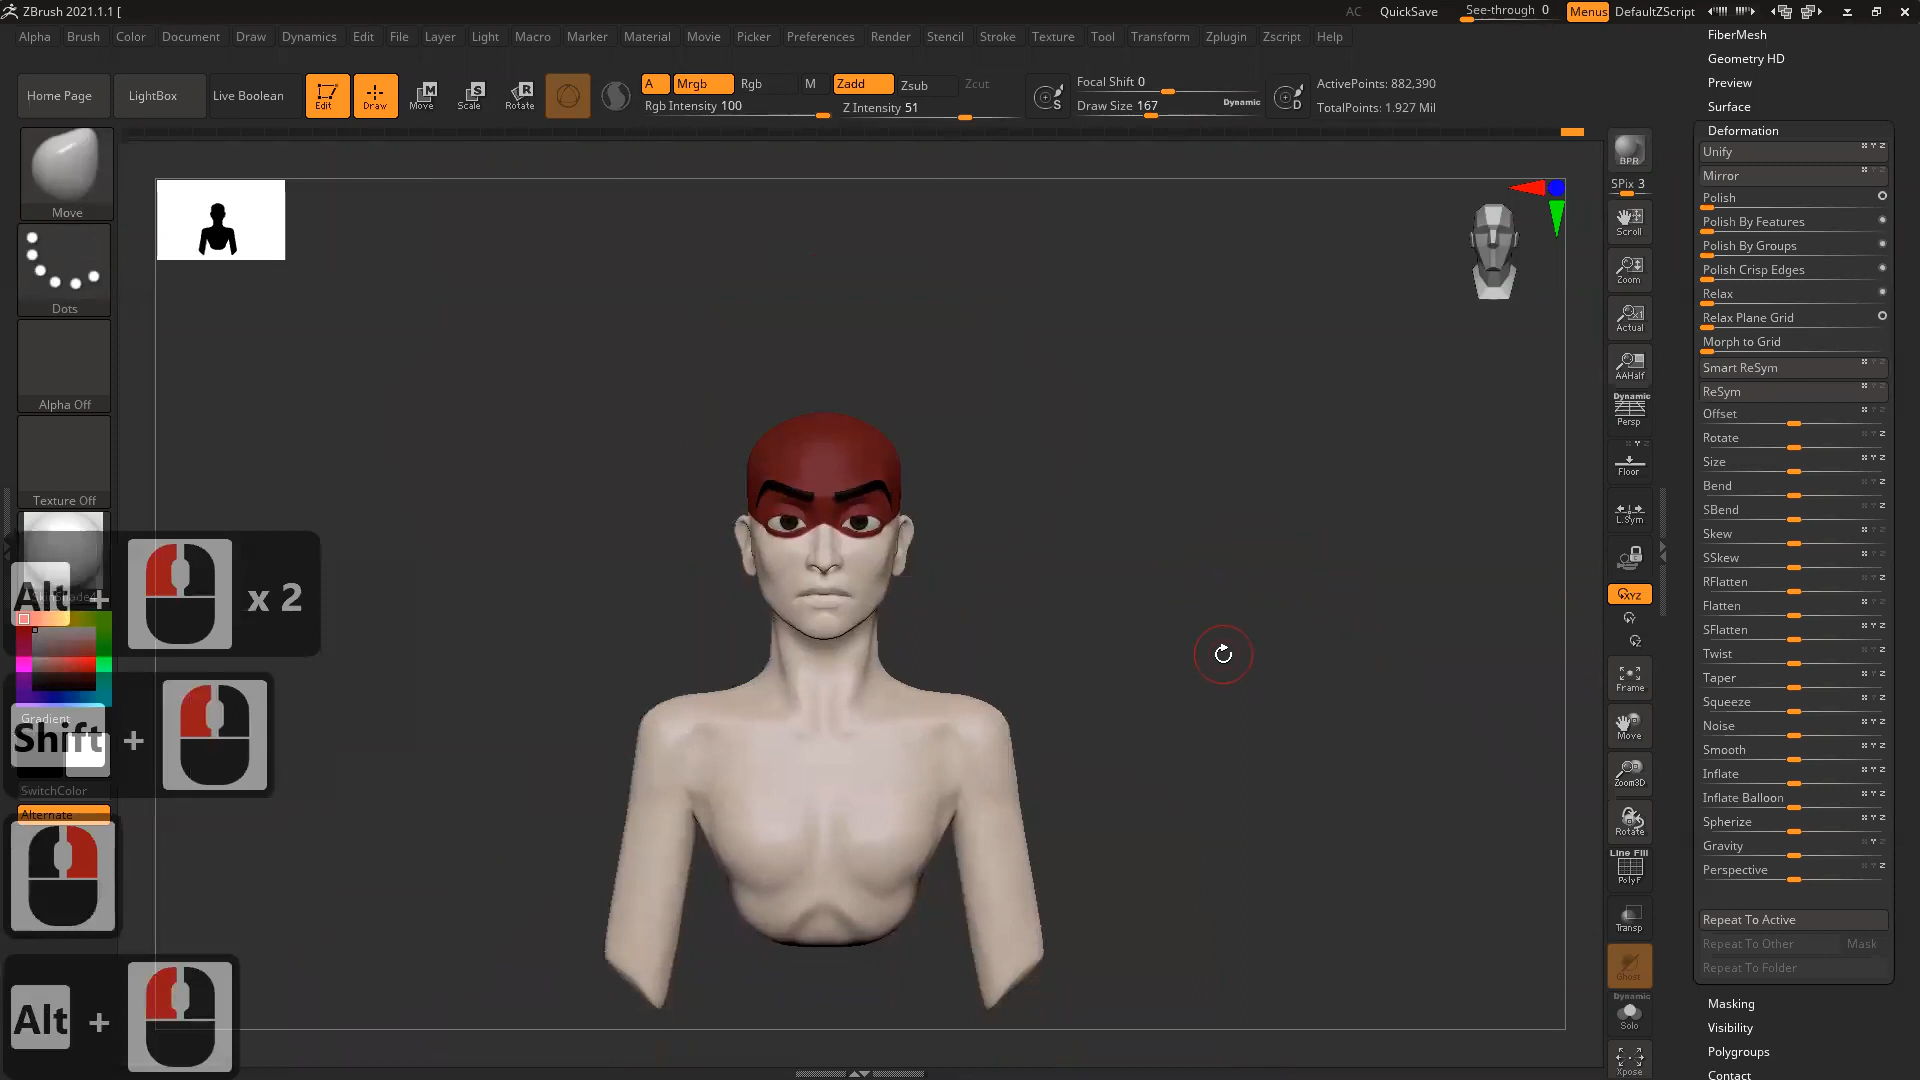 ZBrush 2021.1.1 [
AC QuickSave See-through 0 Menus DefaultZScript
Alpha Brush Color Document Draw Dynamics Edit File Layer Light Macro Marker Material Movie Picker Preferences Render Stencil Stroke Texture Tool Transform Zplugin Zscript Help
Home Page LightBox Live Boolean Edit Draw Move Scale Rotate
A Mrgb Rgb M Zadd Zsub Zcut
Rgb Intensity 100 Z Intensity 51
Focal Shift 0
Draw Size 167 Dynamic
S
D
ActivePoints: 882,390
TotalPoints: 1.927 Mil
Move
Dots
Alpha Off
Texture Off
SkinShade4
Alt +
x 2
Gradient
Shift +
SwitchColor
Alternate
Alt +
BPR
SPix 3
Scroll
Zoom
Actual
AAHalf
Dynamic
Persp
Floor
L.Sym
XYZ
Frame
Move
Zoom3D
Rotate
Line Fill
PolyF
Transp
Ghost
Dynamic
Solo
Xpose
FiberMesh
Geometry HD
Preview
Surface
Deformation
Unify
Mirror
Polish
Polish By Features
Polish By Groups
Polish Crisp Edges
Relax
Relax Plane Grid
Morph to Grid
Smart ReSym
ReSym
Offset
Rotate
Size
Bend
SBend
Skew
SSkew
RFlatten
Flatten
SFlatten
Twist
Taper
Squeeze
Noise
Smooth
Inflate
Inflate Balloon
Spherize
Gravity
Perspective
Repeat To Active
Repeat To Other Mask
Repeat To Folder
Masking
Visibility
Polygroups
Contact